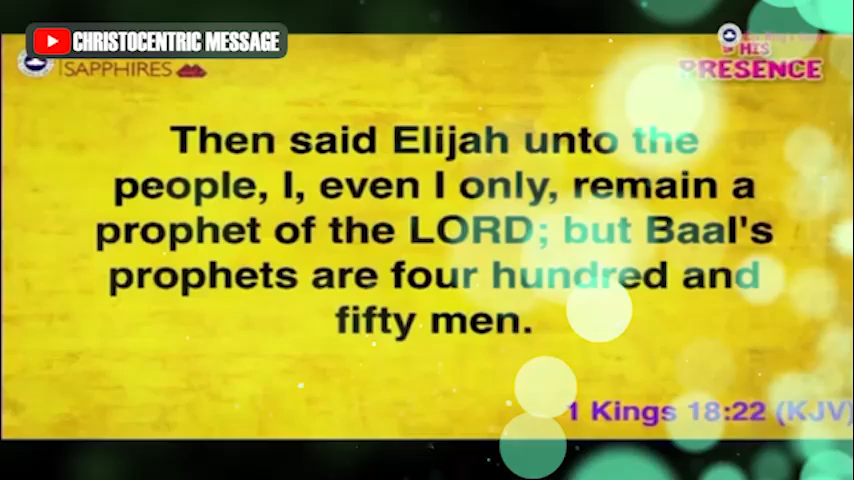 CHRISTOCENTRIC MESSAGE
SAPPHIRES
HIS
PRESENCE
Then said Elijah unto the
people, I, even I only, remain a
prophet of the LORD; but Baal's
prophets are four hundred and
fifty men.
1 Kings 18:22 (KJV)